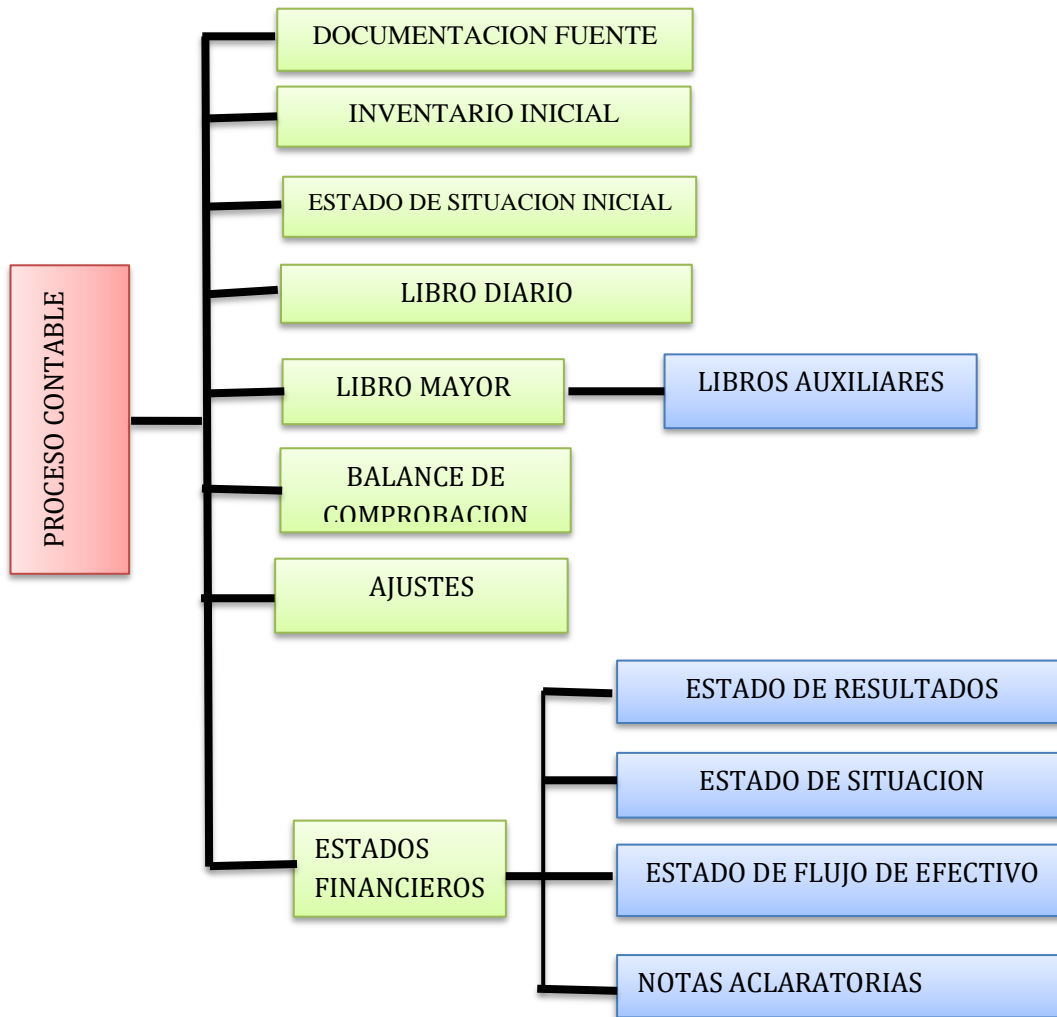 PROCESO CONTABLE
DOCUMENTACION FUENTE
INVENTARIO INICIAL
ESTADO DE SITUACION INICIAL
LIBRO DIARIO
LIBRO MAYOR
LIBROS AUXILIARES
BALANCE DE
COMPROBACION
AJUSTES
ESTADOS
FINANCIEROS
ESTADO DE RESULTADOS
ESTADO DE SITUACION
ESTADO DE FLUJO DE EFECTIVO
NOTAS ACLARATORIAS